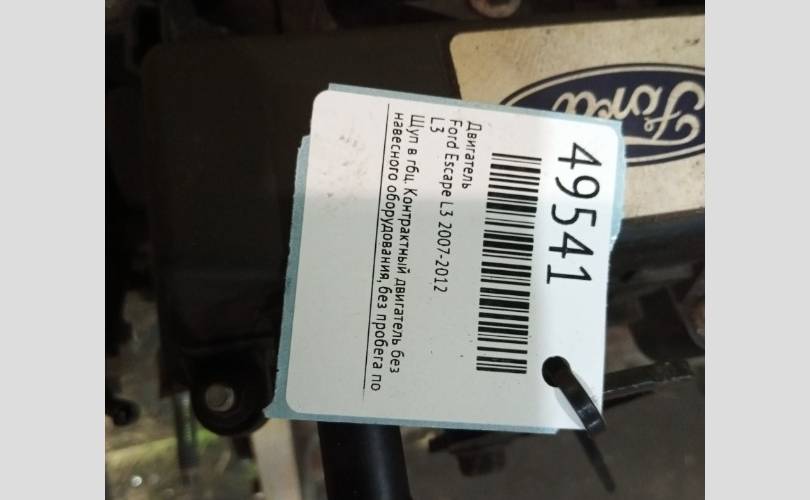 Ford
49541
Двигатель
Ford Escape L3 2007-2012
L3
Щуп в гбц. Контрактный двигатель без
навесного оборудования, без пробега по